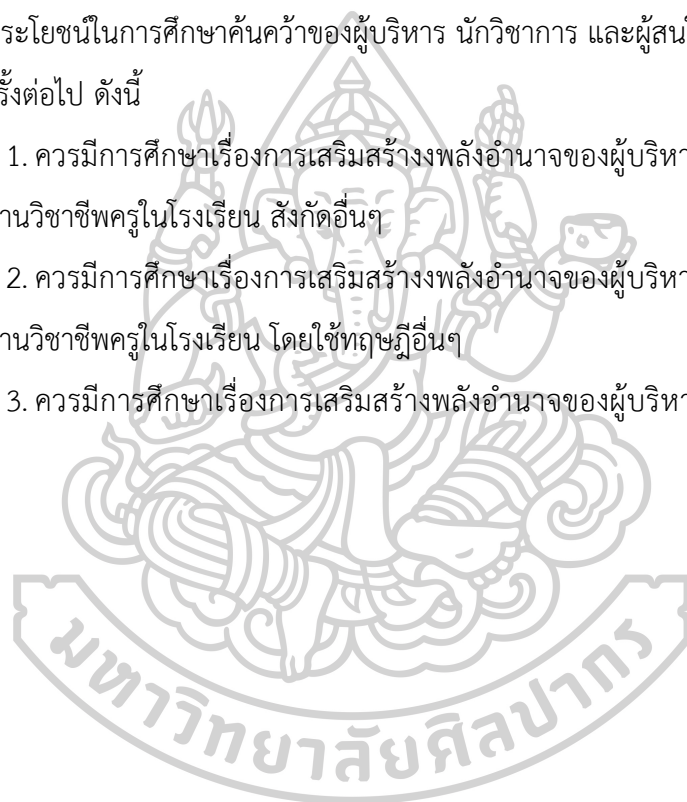 ระโยชน์ในการศึกษาค้นคว้าของผู้บริหาร นักวิชาการ และผู้สน
รั้งต่อไป ดังนี้
1. ควรมีการศึกษาเรื่องการเสริมสร้างงพลังอำนาจของผู้บริหา
านวิชาชีพครูในโรงเรียน สังกัดอื่นๆ
2. ควรมีการศึกษาเรื่องการเสริมสร้างงพลังอำนาจของผู้บริหา
านวิชาชีพครูในโรงเรียน โดยใช้ทฤษฎีอื่นๆ
3. ควรมีการศึกษาเรื่องการเสริมสร้างพลังอำนาจของผู้บริหา
มหาวิทยาลัยศิลปากร